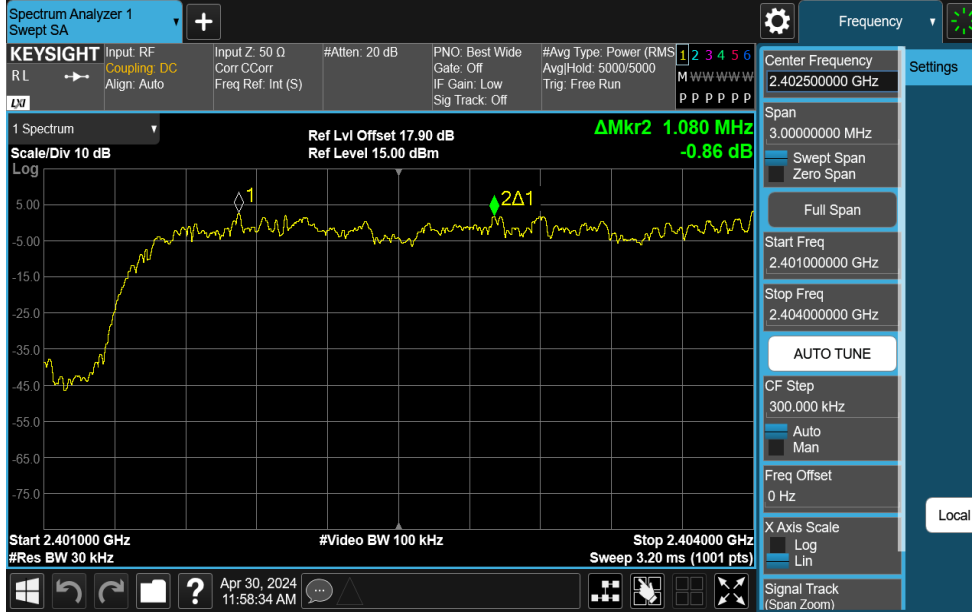 Spectrum Analyzer 1
Swept SA
Frequency
KEYSIGHT
RL
LXI
Input: RF
Coupling: DC
Align: Auto
Input Z: 50 Ω
Corr CCorr
Freq Ref: Int (S)
#Atten: 20 dB
PNO: Best Wide
Gate: Off
IF Gain: Low
Sig Track: Off
#Avg Type: Power (RMS
Avg|Hold: 5000/5000
Trig: Free Run
1 2 3 4 5 6
M W W W W W
P P P P P P
1 Spectrum
Scale/Div 10 dB
Log
Ref Lvl Offset 17.90 dB
Ref Level 15.00 dBm
ΔMkr2 1.080 MHz
-0.86 dB
1
2Δ1
5.00
-5.00
-15.0
-25.0
-35.0
-45.0
-55.0
-65.0
-75.0
Start 2.401000 GHz
#Res BW 30 kHz
#Video BW 100 kHz
Stop 2.404000 GHz
Sweep 3.20 ms (1001 pts)
Center Frequency
2.402500000 GHz
Span
3.00000000 MHz
Swept Span
Zero Span
Full Span
Start Freq
2.401000000 GHz
Stop Freq
2.404000000 GHz
AUTO TUNE
CF Step
300.000 kHz
Auto
Man
Freq Offset
0 Hz
X Axis Scale
Log
Lin
Signal Track
(Span Zoom)
Settings
Local
?
Apr 30, 2024
11:58:34 AM